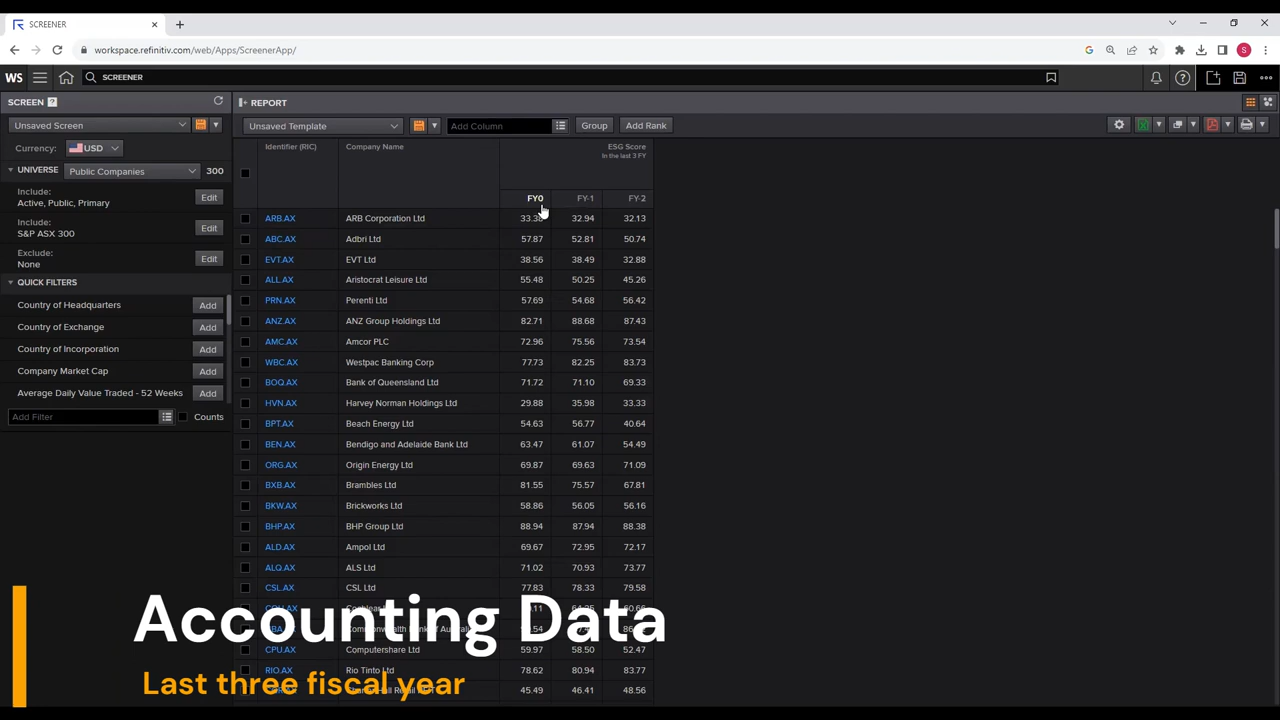 SCREENER
workspace.refinitiv.com/web/Apps/ScreenerApp/
S
WS
SCREENER
SCREEN
Unsaved Screen
Currency:
USD
UNIVERSE
Public Companies
300
Include:
Active, Public, Primary
Edit
Include:
S&P ASX 300
Edit
Exclude:
None
Edit
QUICK FILTERS
Country of Headquarters
Add
Country of Exchange
Add
Country of Incorporation
Add
Company Market Cap
Add
Average Daily Value Traded - 52 Weeks
Add
Add Filter
Counts
REPORT
Unsaved Template
Add Column
Group
Add Rank
Identifier (RIC)
Company Name
ESG Score
In the last 3 FY
FY0 FY-1 FY-2
ARB.AX ARB Corporation Ltd 33.38 32.94 32.13
ABC.AX Adbri Ltd 57.87 52.81 50.74
EVT.AX EVT Ltd 38.56 38.49 32.88
ALL.AX Aristocrat Leisure Ltd 55.48 50.25 45.26
PRN.AX Perenti Ltd 57.69 54.68 56.42
ANZ.AX ANZ Group Holdings Ltd 82.71 88.68 87.43
AMC.AX Amcor PLC 72.96 75.56 73.54
WBC.AX Westpac Banking Corp 77.73 82.25 83.73
BOQ.AX Bank of Queensland Ltd 71.72 71.10 69.33
HVN.AX Harvey Norman Holdings Ltd 29.88 35.98 33.33
BPT.AX Beach Energy Ltd 54.63 56.77 40.64
BEN.AX Bendigo and Adelaide Bank Ltd 63.47 61.07 54.49
ORG.AX Origin Energy Ltd 69.87 69.63 71.09
BXB.AX Brambles Ltd 81.55 75.57 67.81
BKW.AX Brickworks Ltd 58.86 56.05 56.16
BHP.AX BHP Group Ltd 88.94 87.94 88.38
ALD.AX Ampol Ltd 69.67 72.95 72.17
ALQ.AX ALS Ltd 71.02 70.93 73.77
CSL.AX CSL Ltd 77.83 78.33 79.58
CPU.AX Computershare Ltd 59.97 58.50 52.47
RIO.AX Rio Tinto Ltd 78.62 80.94 83.77
45.49 46.41 48.56
Accounting Data
Last three fiscal year